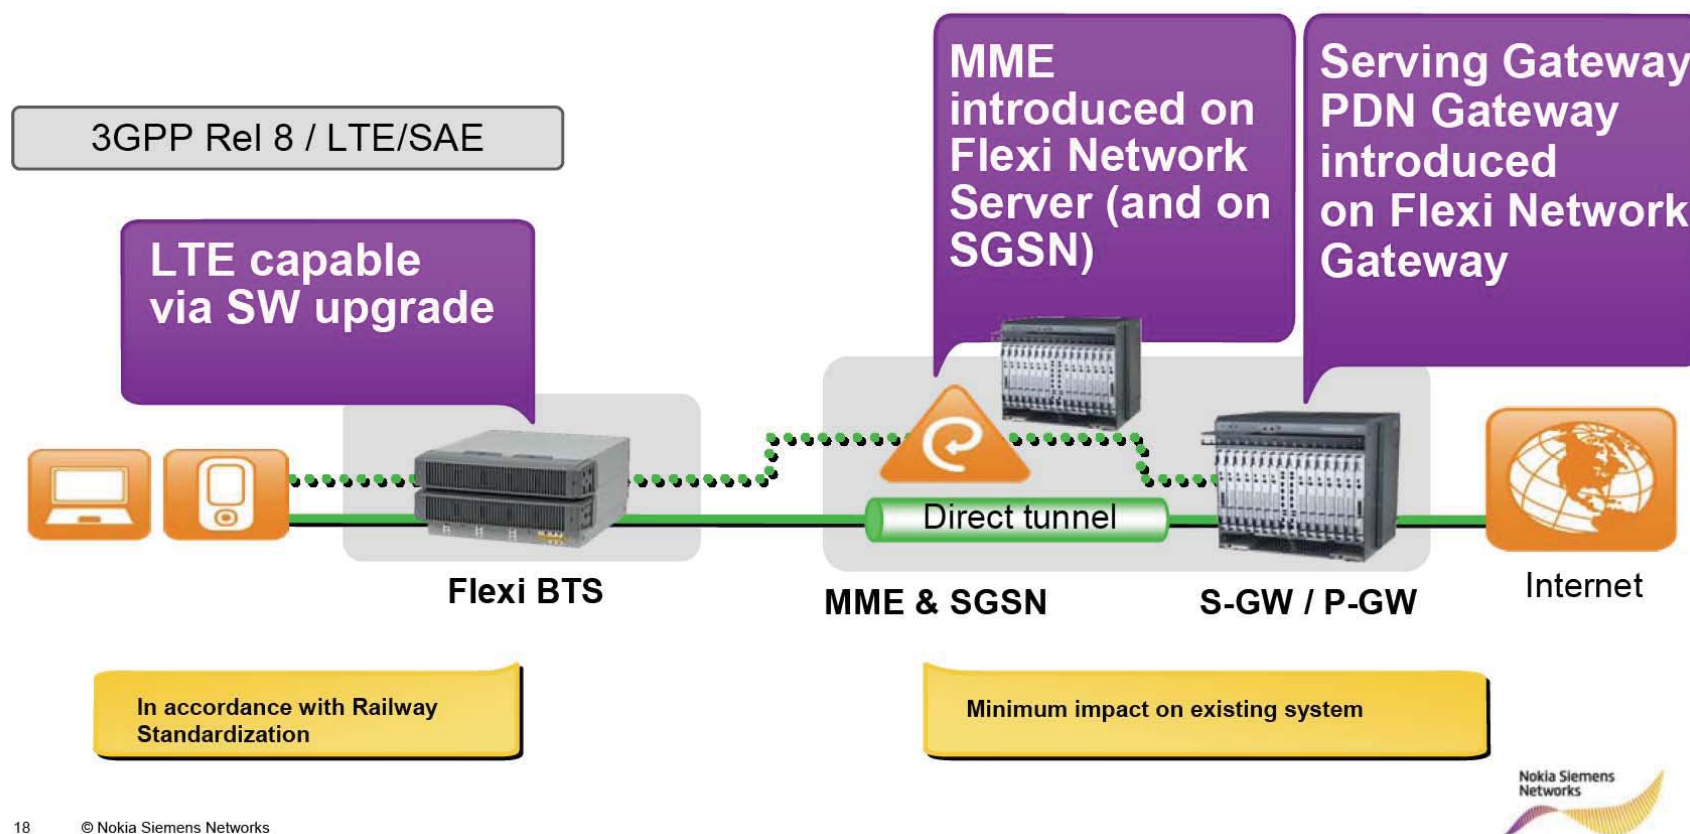 3GPP Rel 8 / LTE/SAE
LTE capable
via SW upgrade
MME
introduced on
Flexi Network
Server (and on
SGSN)
Serving Gateway
PDN Gateway
introduced
on Flexi Network
Gateway
Direct tunnel
Flexi BTS
MME & SGSN
S-GW / P-GW
Internet
In accordance with Railway
Standardization
Minimum impact on existing system
Nokia Siemens
Networks
18 © Nokia Siemens Networks